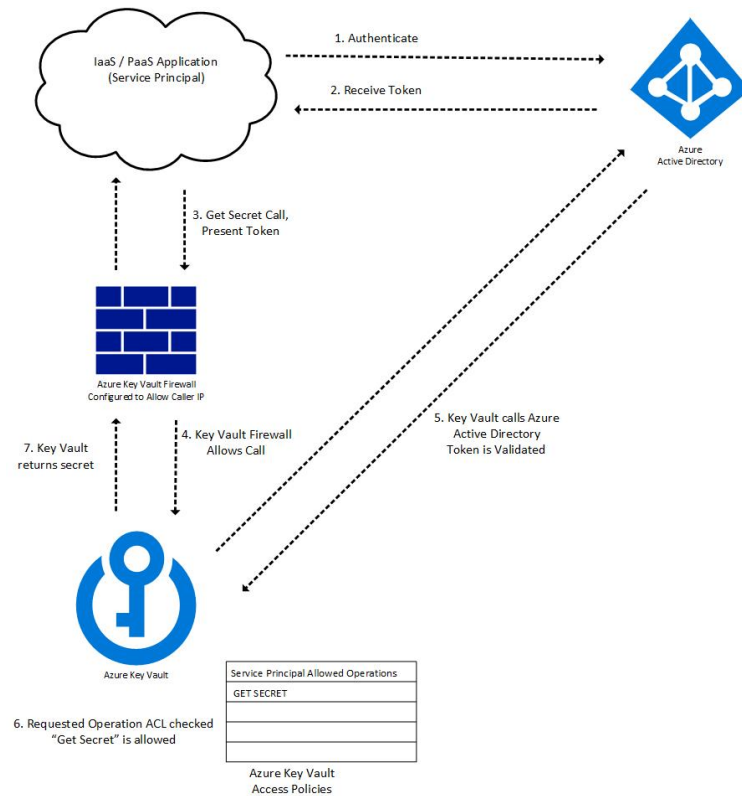 1. Authenticate
IaaS / PaaS Application
(Service Principal)
2. Receive Token
Azure
Active Directory
3. Get Secret Call,
Present Token
Azure Key Vault Firewall
Configured to Allow Caller IP
5. Key Vault calls Azure
Active Directory
Token is Validated
4. Key Vault Firewall
Allows Call
7. Key Vault
returns secret
Azure Key Vault
Service Principal Allowed Operations
GET SECRET
6. Requested Operation ACL checked
“Get Secret” is allowed
Azure Key Vault
Access Policies